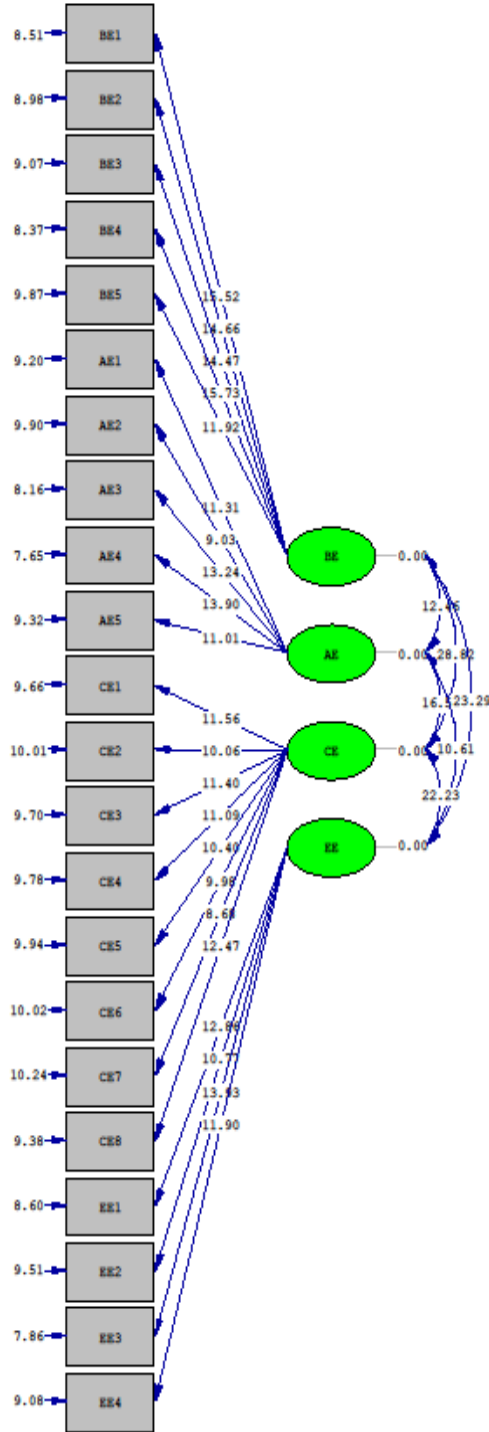 8.51 BE1
8.98 BE2
9.07 BE3
8.37 BE4
9.87 BE5
15.52
14.66
9.20 AE1
14.47
15.73
9.90 AE2
11.92
8.16 AE3
11.31
9.03
7.65 AE4 BE 0.00
13.24
13.90
9.32 AE5 12.46
11.01
AE 0.00 28.82
9.66 CE1
11.56 16.5 23.29
10.01 CE2 10.06 CE 0.00 10.61
11.40 22.23
9.70 CE3
11.09
10.40 EE 0.00
9.78 CE4
9.98
8.68
9.94 CE5 12.47
10.02 CE6
12.86
10.77
10.24 CE7
13.93
11.90
9.38 CE8
8.60 EE1
9.51 EE2
7.86 EE3
9.08 EE4